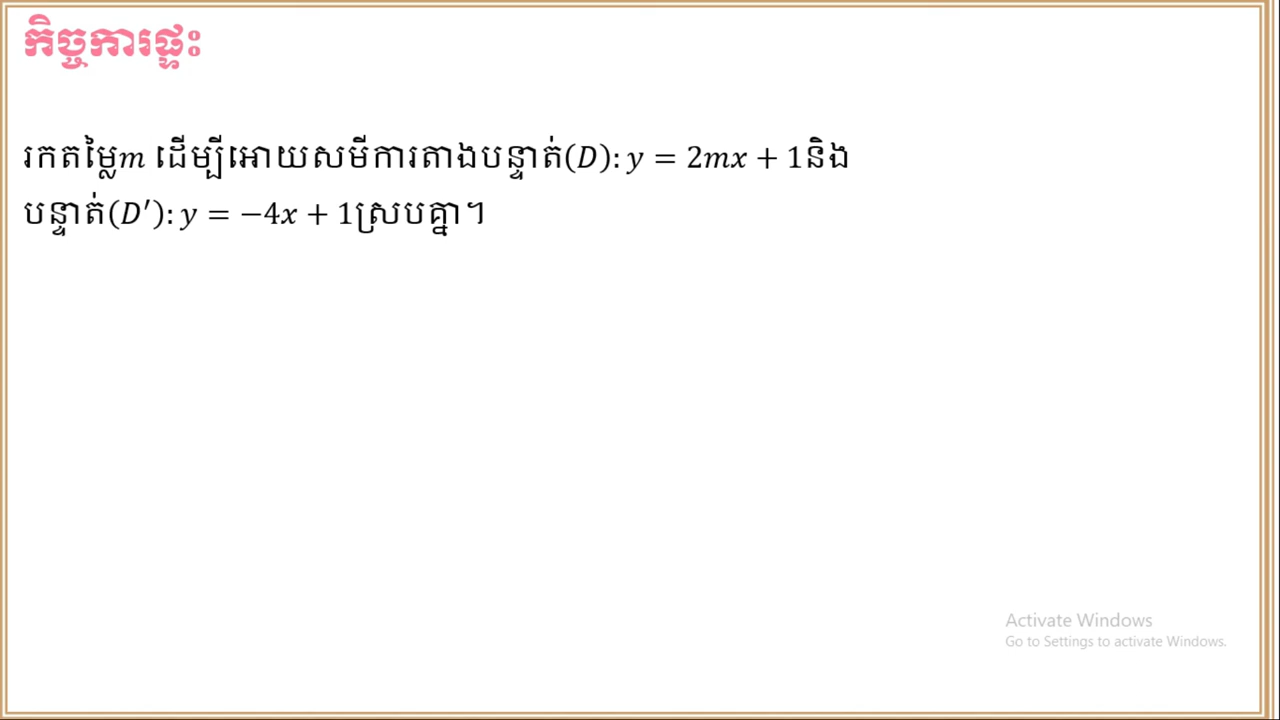 កិច្ចការផ្ទះ
រកតម្លៃm ដើម្បីអោយសមីការតាងបន្ទាត់(D): y = 2mx + 1និង
បន្ទាត់(D′): y = −4x + 1ស្របគ្នា។
Activate Windows
Go to Settings to activate Windows.